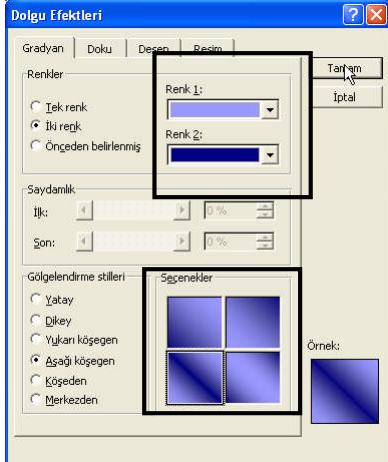 Dolgu Efektleri
Gradyan Doku Desen Resim
Renkler
Tek renk
İki renk
Önceden belirlenmiş
Renk 1:
Renk 2:
Tamam
İptal
Saydamlık
İlk: 0 %
Son: 0 %
Gölgelendirme stilleri
Yatay
Dikey
Yukarı köşegen
Aşağı köşegen
Köşeden
Merkezden
Seçenekler
Örnek: